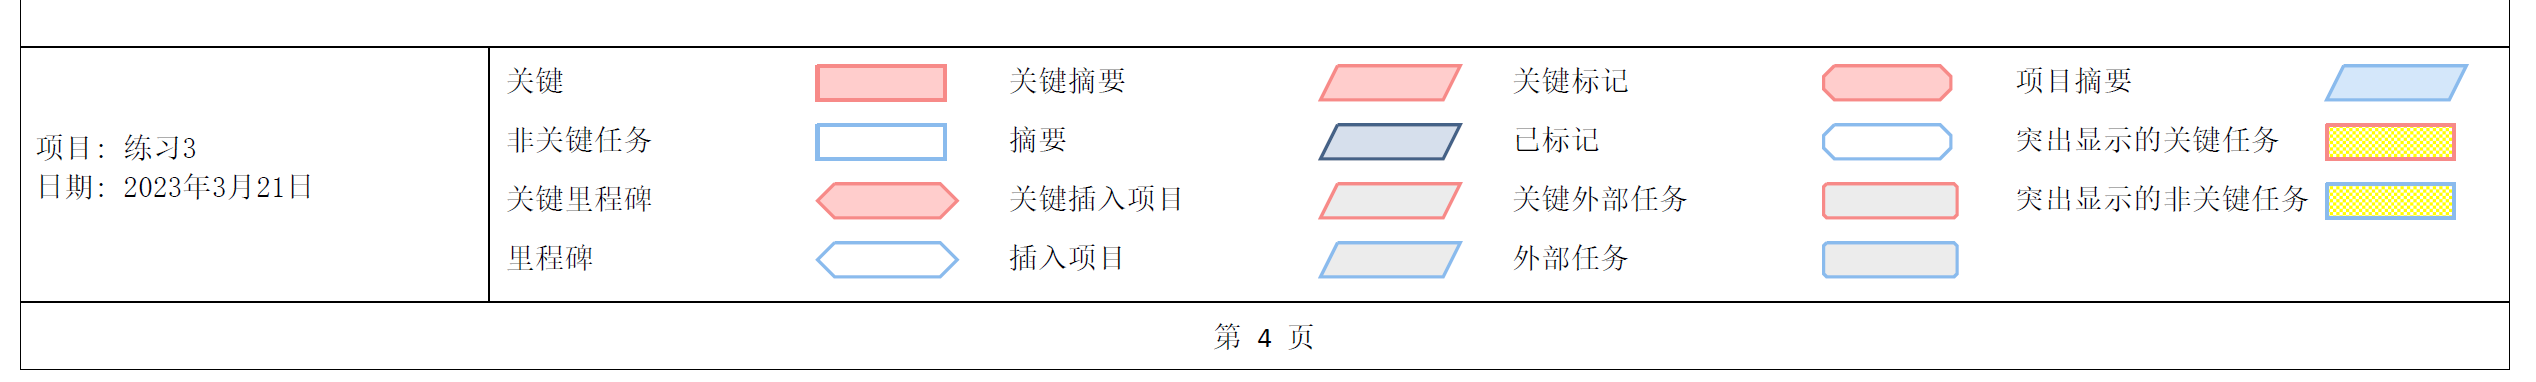 项目: 练习3
日期: 2023年3月21日
关键
非关键任务
关键里程碑
里程碑
关键摘要
摘要
关键插入项目
插入项目
关键标记
已标记
关键外部任务
外部任务
项目摘要
突出显示的关键任务
突出显示的非关键任务
第 4 页